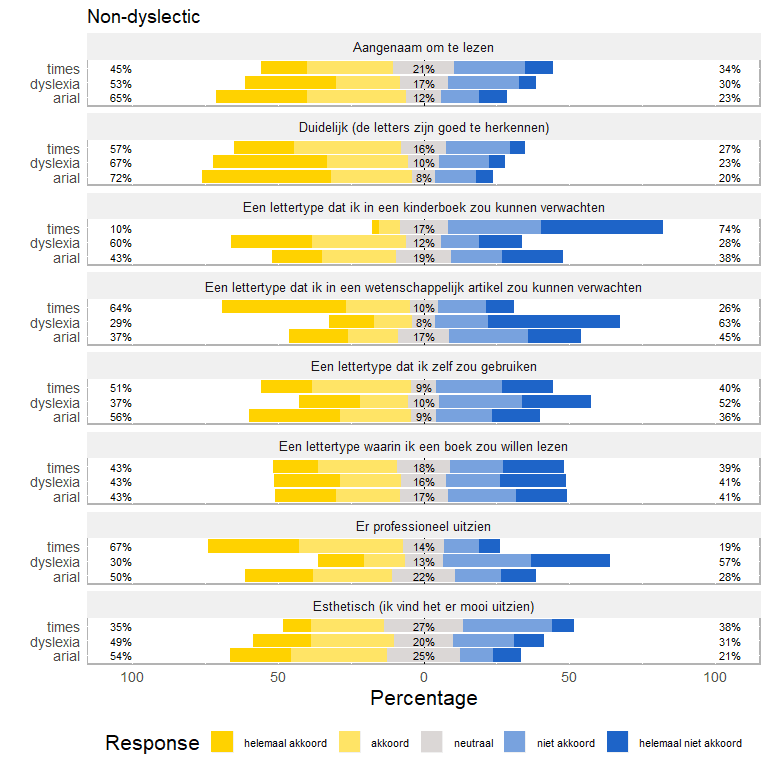 Non-dyslectic
Aangenaam om te lezen
times 45% 21% 34%
dyslexia 53% 17% 30%
arial 65% 12% 23%
Duidelijk (de letters zijn goed te herkennen)
times 57% 16% 27%
dyslexia 67% 10% 23%
arial 72% 8% 20%
Een lettertype dat ik in een kinderboek zou kunnen verwachten
times 10% 17% 74%
dyslexia 60% 12% 28%
arial 43% 19% 38%
Een lettertype dat ik in een wetenschappelijk artikel zou kunnen verwachten
times 64% 10% 26%
dyslexia 29% 8% 63%
arial 37% 17% 45%
Een lettertype dat ik zelf zou gebruiken
times 51% 9% 40%
dyslexia 37% 10% 52%
arial 56% 9% 36%
Een lettertype waarin ik een boek zou willen lezen
times 43% 18% 39%
dyslexia 43% 16% 41%
arial 43% 17% 41%
Er professioneel uitzien
times 67% 14% 19%
dyslexia 30% 13% 57%
arial 50% 22% 28%
Esthetisch (ik vind het er mooi uitzien)
times 35% 27% 38%
dyslexia 49% 20% 31%
arial 54% 25% 21%
100 50 0 50 100
Percentage
Response helemaal akkoord akkoord neutraal niet akkoord helemaal niet akkoord